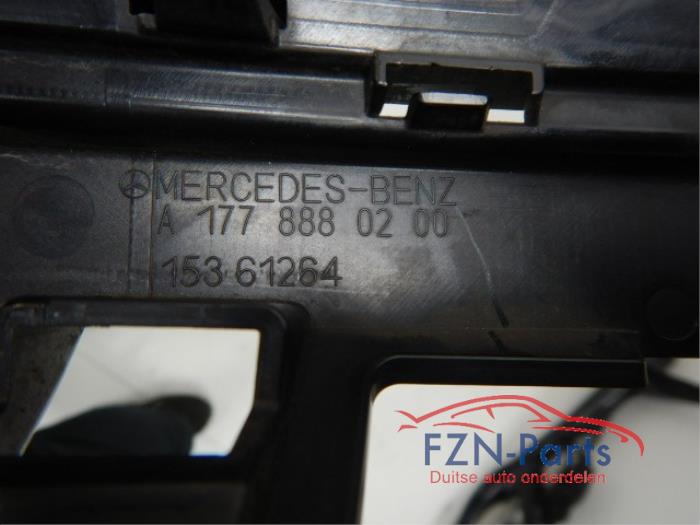 MERCEDES-BENZ
A 177 888 02 00
153 61264
FZN-Parts
Duitse auto onderdelen